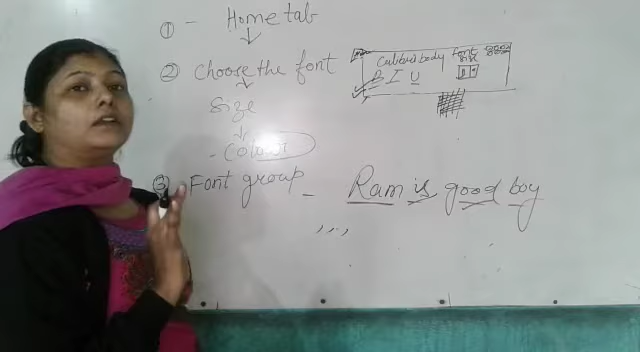 ① - Home tab
② Choose the font
Size
- Colour
Calibri body font size
B I U
③ Font group - Ram is good boy